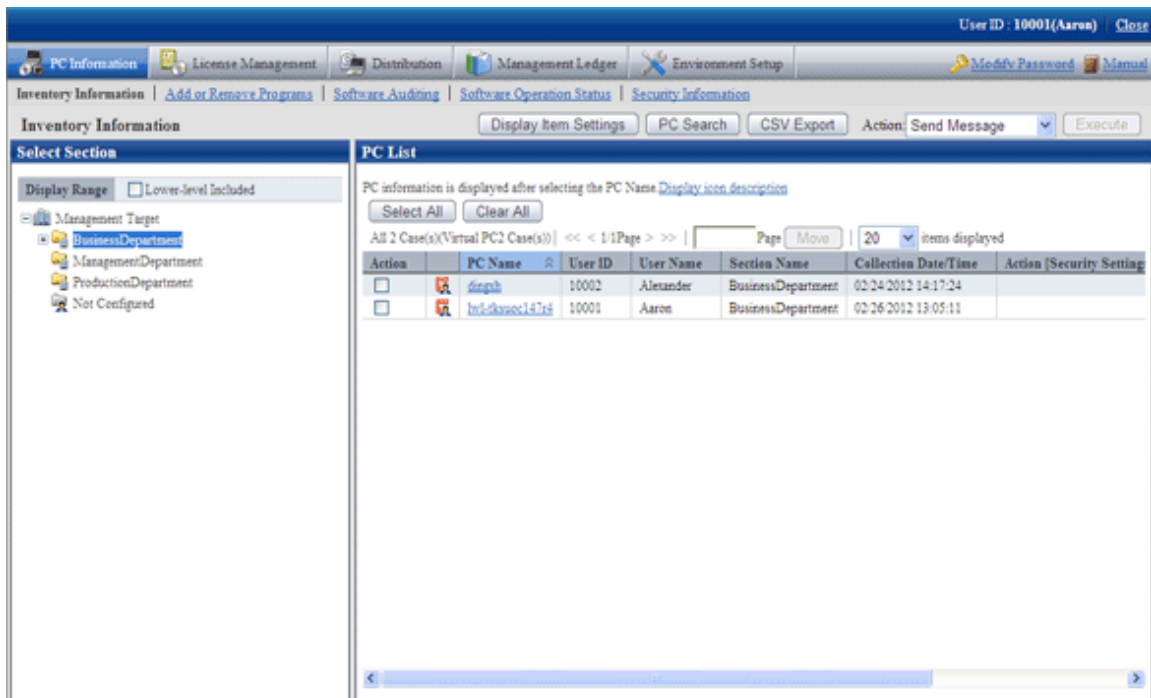 User ID : 10001(Aaron) Close
PC Information License Management Distribution Management Ledger Environment Setup Modify Password Manual
Inventory Information | Add or Remove Programs | Software Auditing | Software Operation Status | Security Information
Inventory Information Display Item Settings PC Search CSV Export Action: Send Message Execute
Select Section
Display Range Lower-level Included
Management Target
BusinessDepartment
ManagementDepartment
ProductionDepartment
Not Configured
PC List
PC information is displayed after selecting the PC Name.Display icon description
Select All Clear All
All 2 Case(s)(Virtual PC2 Case(s)) | << < 1/1Page > >> | Page Move | 20 items displayed
Action PC Name User ID User Name Section Name Collection Date/Time Action [Security Setting
10002 Alexander BusinessDepartment 02/24/2012 14:17:24
10001 Aaron BusinessDepartment 02/26/2012 13:05:11